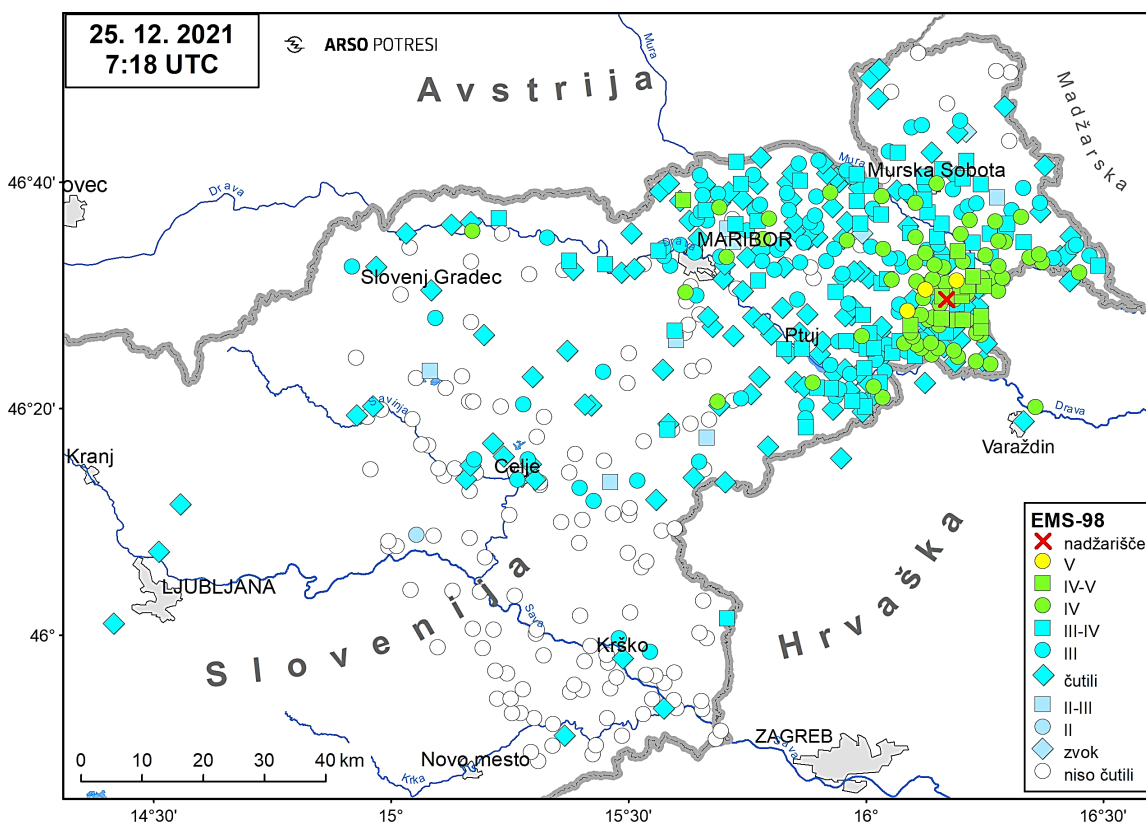 25. 12. 2021
7:18 UTC
ARSO POTRESI
Avstrija
Madžarska
Mura
Mura
Murska Sobota
46°40'
ovec
Drava
Drava
MARIBOR
Slovenj Gradec
Ptuj
46°20'
Savinja
Drava
Varaždin
Kranj
Celje
LJUBLJANA
Slovenija
Hrvaška
46°
Sava
Krško
ZAGREB
Sava
Novo mesto
Krka
0 10 20 30 40 km
14°30'
15°
15°30'
16°
16°30'
EMS-98
nadžarišče
V
IV-V
IV
III-IV
III
čutili
II-III
II
zvok
niso čutili